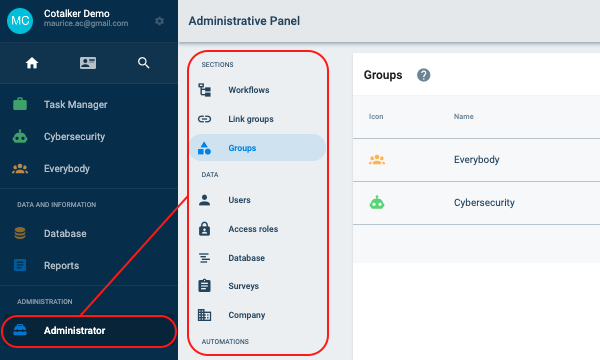 MC
Cotalker Demo
maurice.ac@gmail.com
Task Manager
Cybersecurity
Everybody
DATA AND INFORMATION
Database
Reports
ADMINISTRATION
Administrator
Administrative Panel
SECTIONS
Workflows
Link groups
Groups
DATA
Users
Access roles
Database
Surveys
Company
AUTOMATIONS
Groups ?
Icon Name
Everybody
Cybersecurity